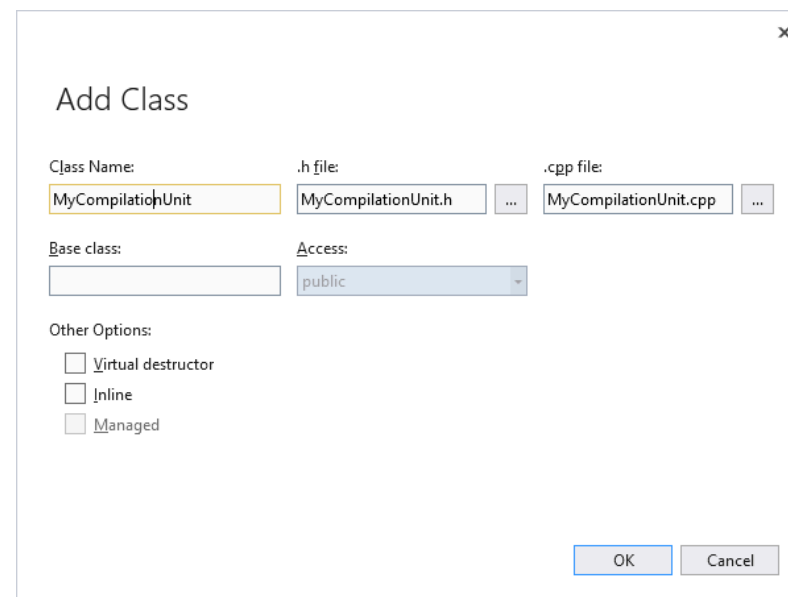 Add Class
Class Name: .h file: .cpp file:
MyCompilationUnit MyCompilationUnit.h ... MyCompilationUnit.cpp ...
Base class: Access:
public
Other Options:
Virtual destructor
Inline
Managed
OK Cancel